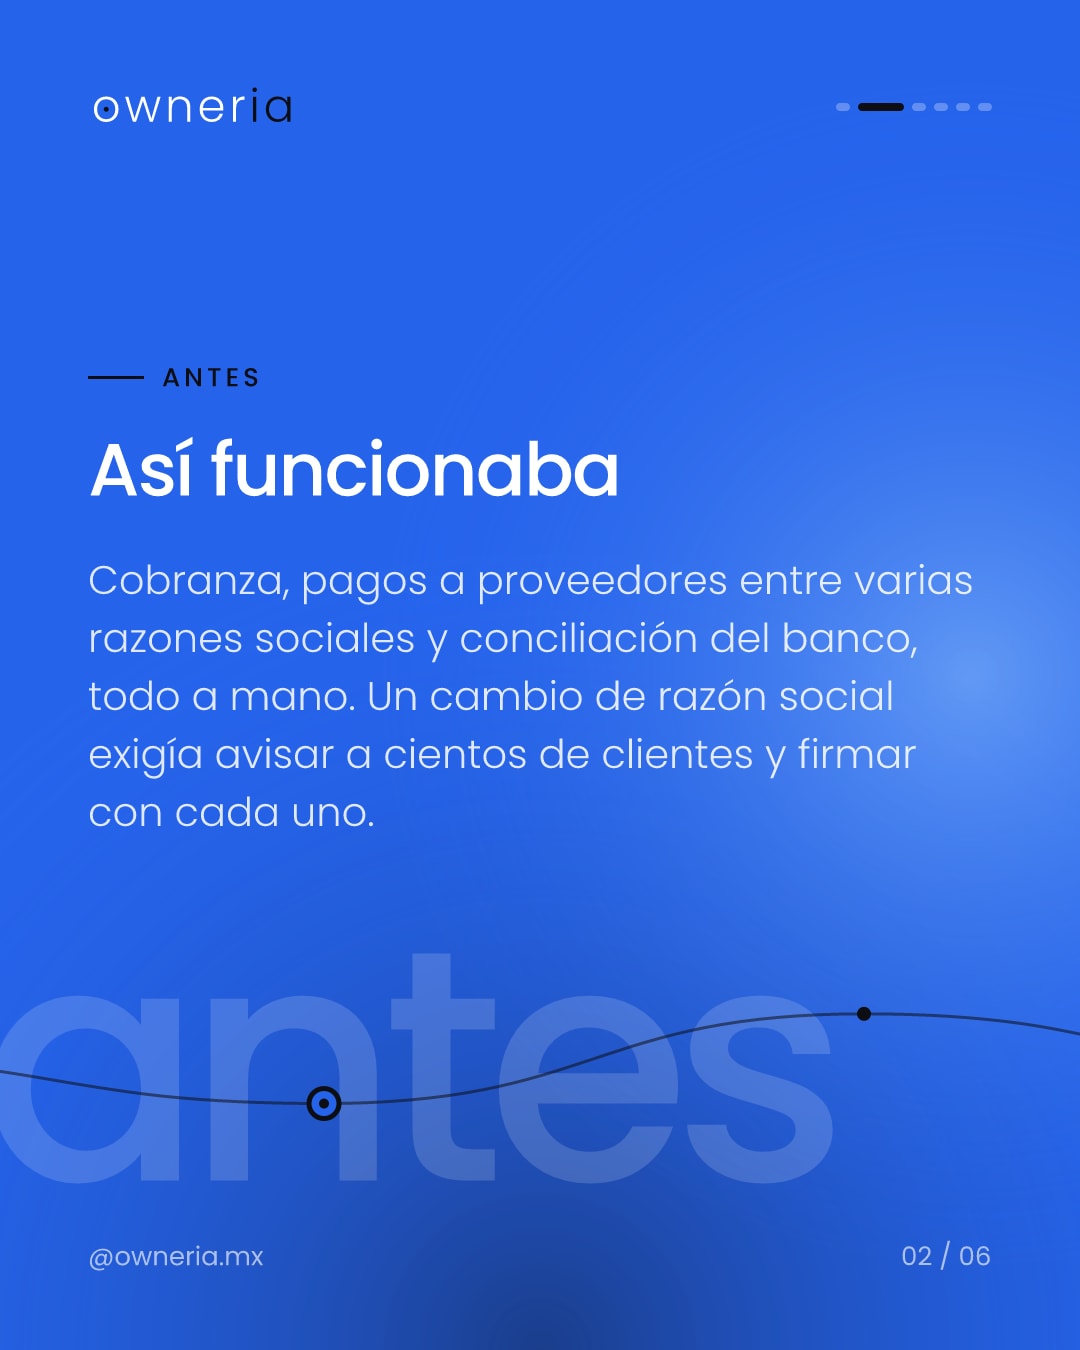 owneria
ANTES
Así funcionaba
Cobranza, pagos a proveedores entre varias
razones sociales y conciliación del banco,
todo a mano. Un cambio de razón social
exigía avisar a cientos de clientes y firmar
con cada uno.
antes
@owneria.mx
02 / 06